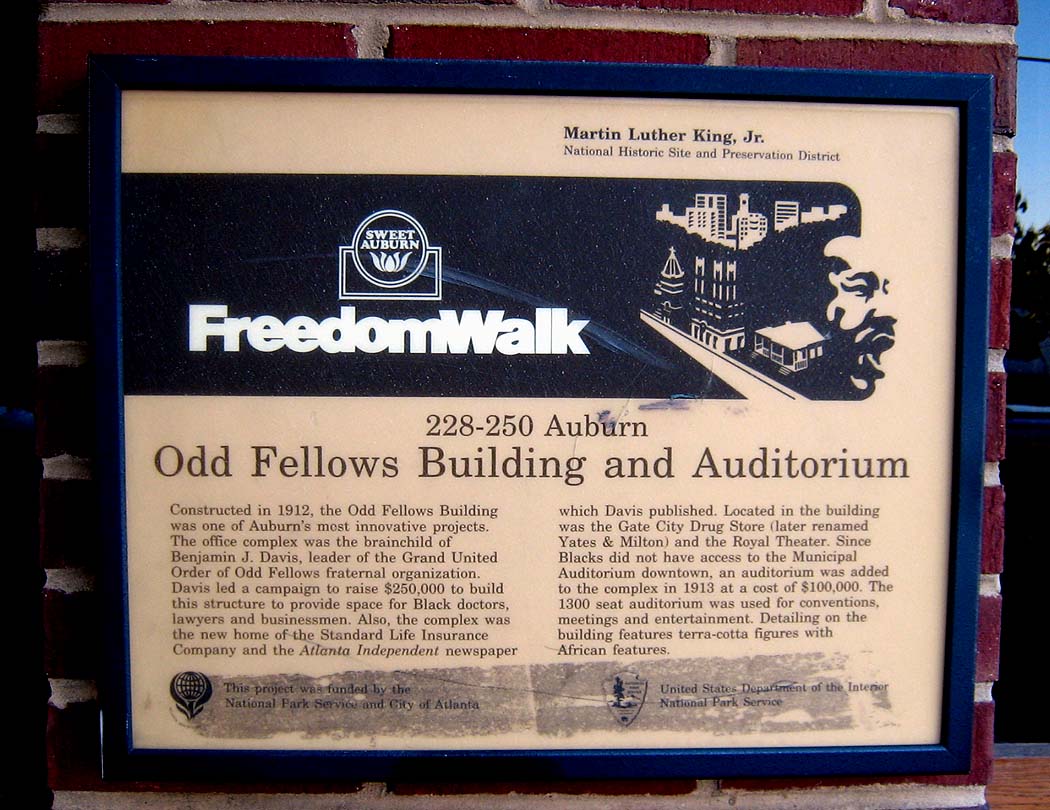 Martin Luther King, Jr.
National Historic Site and Preservation District
SWEET
AUBURN
FreedomWalk
228-250 Auburn
Odd Fellows Building and Auditorium
Constructed in 1912, the Odd Fellows Building
was one of Auburn's most innovative projects.
The office complex was the brainchild of
Benjamin J. Davis, leader of the Grand United
Order of Odd Fellows fraternal organization.
Davis led a campaign to raise $250,000 to build
this structure to provide space for Black doctors,
lawyers and businessmen. Also, the complex was
the new home of the Standard Life Insurance
Company and the Atlanta Independent newspaper
which Davis published. Located in the building
was the Gate City Drug Store (later renamed
Yates & Milton) and the Royal Theater. Since
Blacks did not have access to the Municipal
Auditorium downtown, an auditorium was added
to the complex in 1913 at a cost of $100,000. The
1300 seat auditorium was used for conventions,
meetings and entertainment. Detailing on the
building features terra-cotta figures with
African features.
This project was funded by the
National Park Service and City of Atlanta
United States Department of the Interior
National Park Service